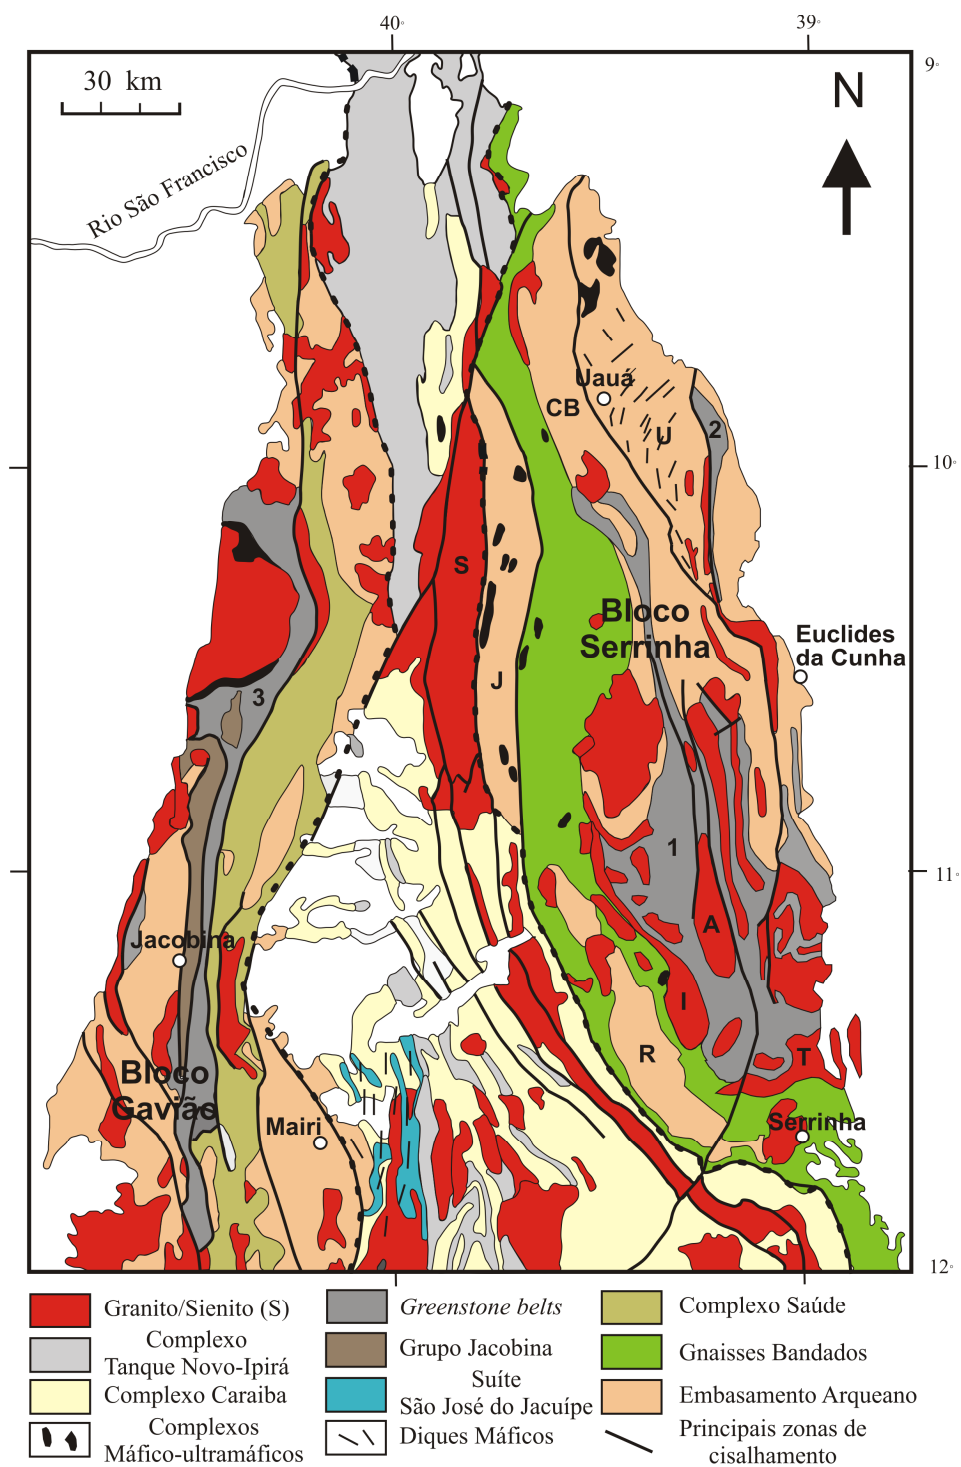 40°
39°
9°
30 km
N
Rio São Francisco
Uauá
CB
U
2
10°
S
Bloco
Serrinha
Euclides
da Cunha
J
3
1
11°
A
Jacobina
I
R
T
Bloco
Gavião
Mairi
Serrinha
12°
Granito/Sienito (S)
Greenstone belts
Complexo Saúde
Complexo
Tanque Novo-Ipirá
Grupo Jacobina
Gnaisses Bandados
Complexo Caraiba
Suíte
São José do Jacuípe
Embasamento Arqueano
Complexos
Máfico-ultramáficos
Diques Máficos
Principais zonas de
cisalhamento